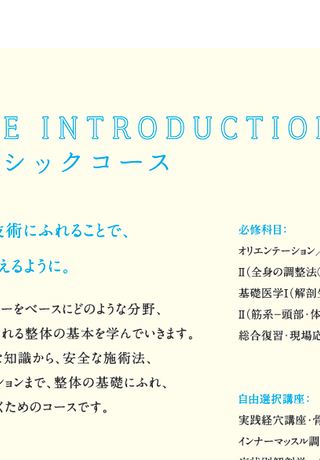 E INTRODUCTION
シックコース
技術にふれることで、
えるように。
ーをベースにどのような分野、
れる整体の基本を学んでいきます。
な知識から、安全な施術法、
ションまで、整体の基礎にふれ、
くためのコースです。
必修科目：
オリエンテーション／
Ⅱ（全身の調整法①
基礎医学Ⅰ（解剖生
Ⅱ（筋系−頭部・体
総合復習・現場応
自由選択講座：
実践経穴講座・骨
インナーマッスル調